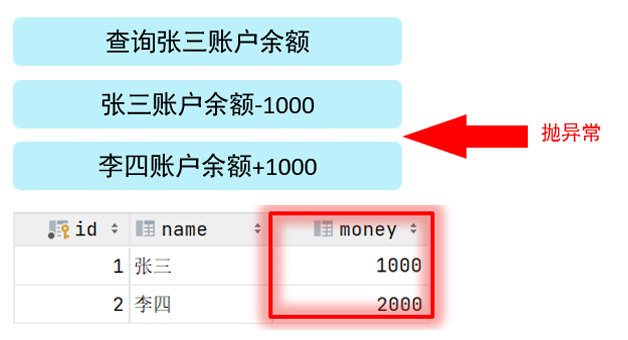 查询张三账户余额
张三账户余额-1000
抛异常
李四账户余额+1000
id name money
1 张三 1000
2 李四 2000